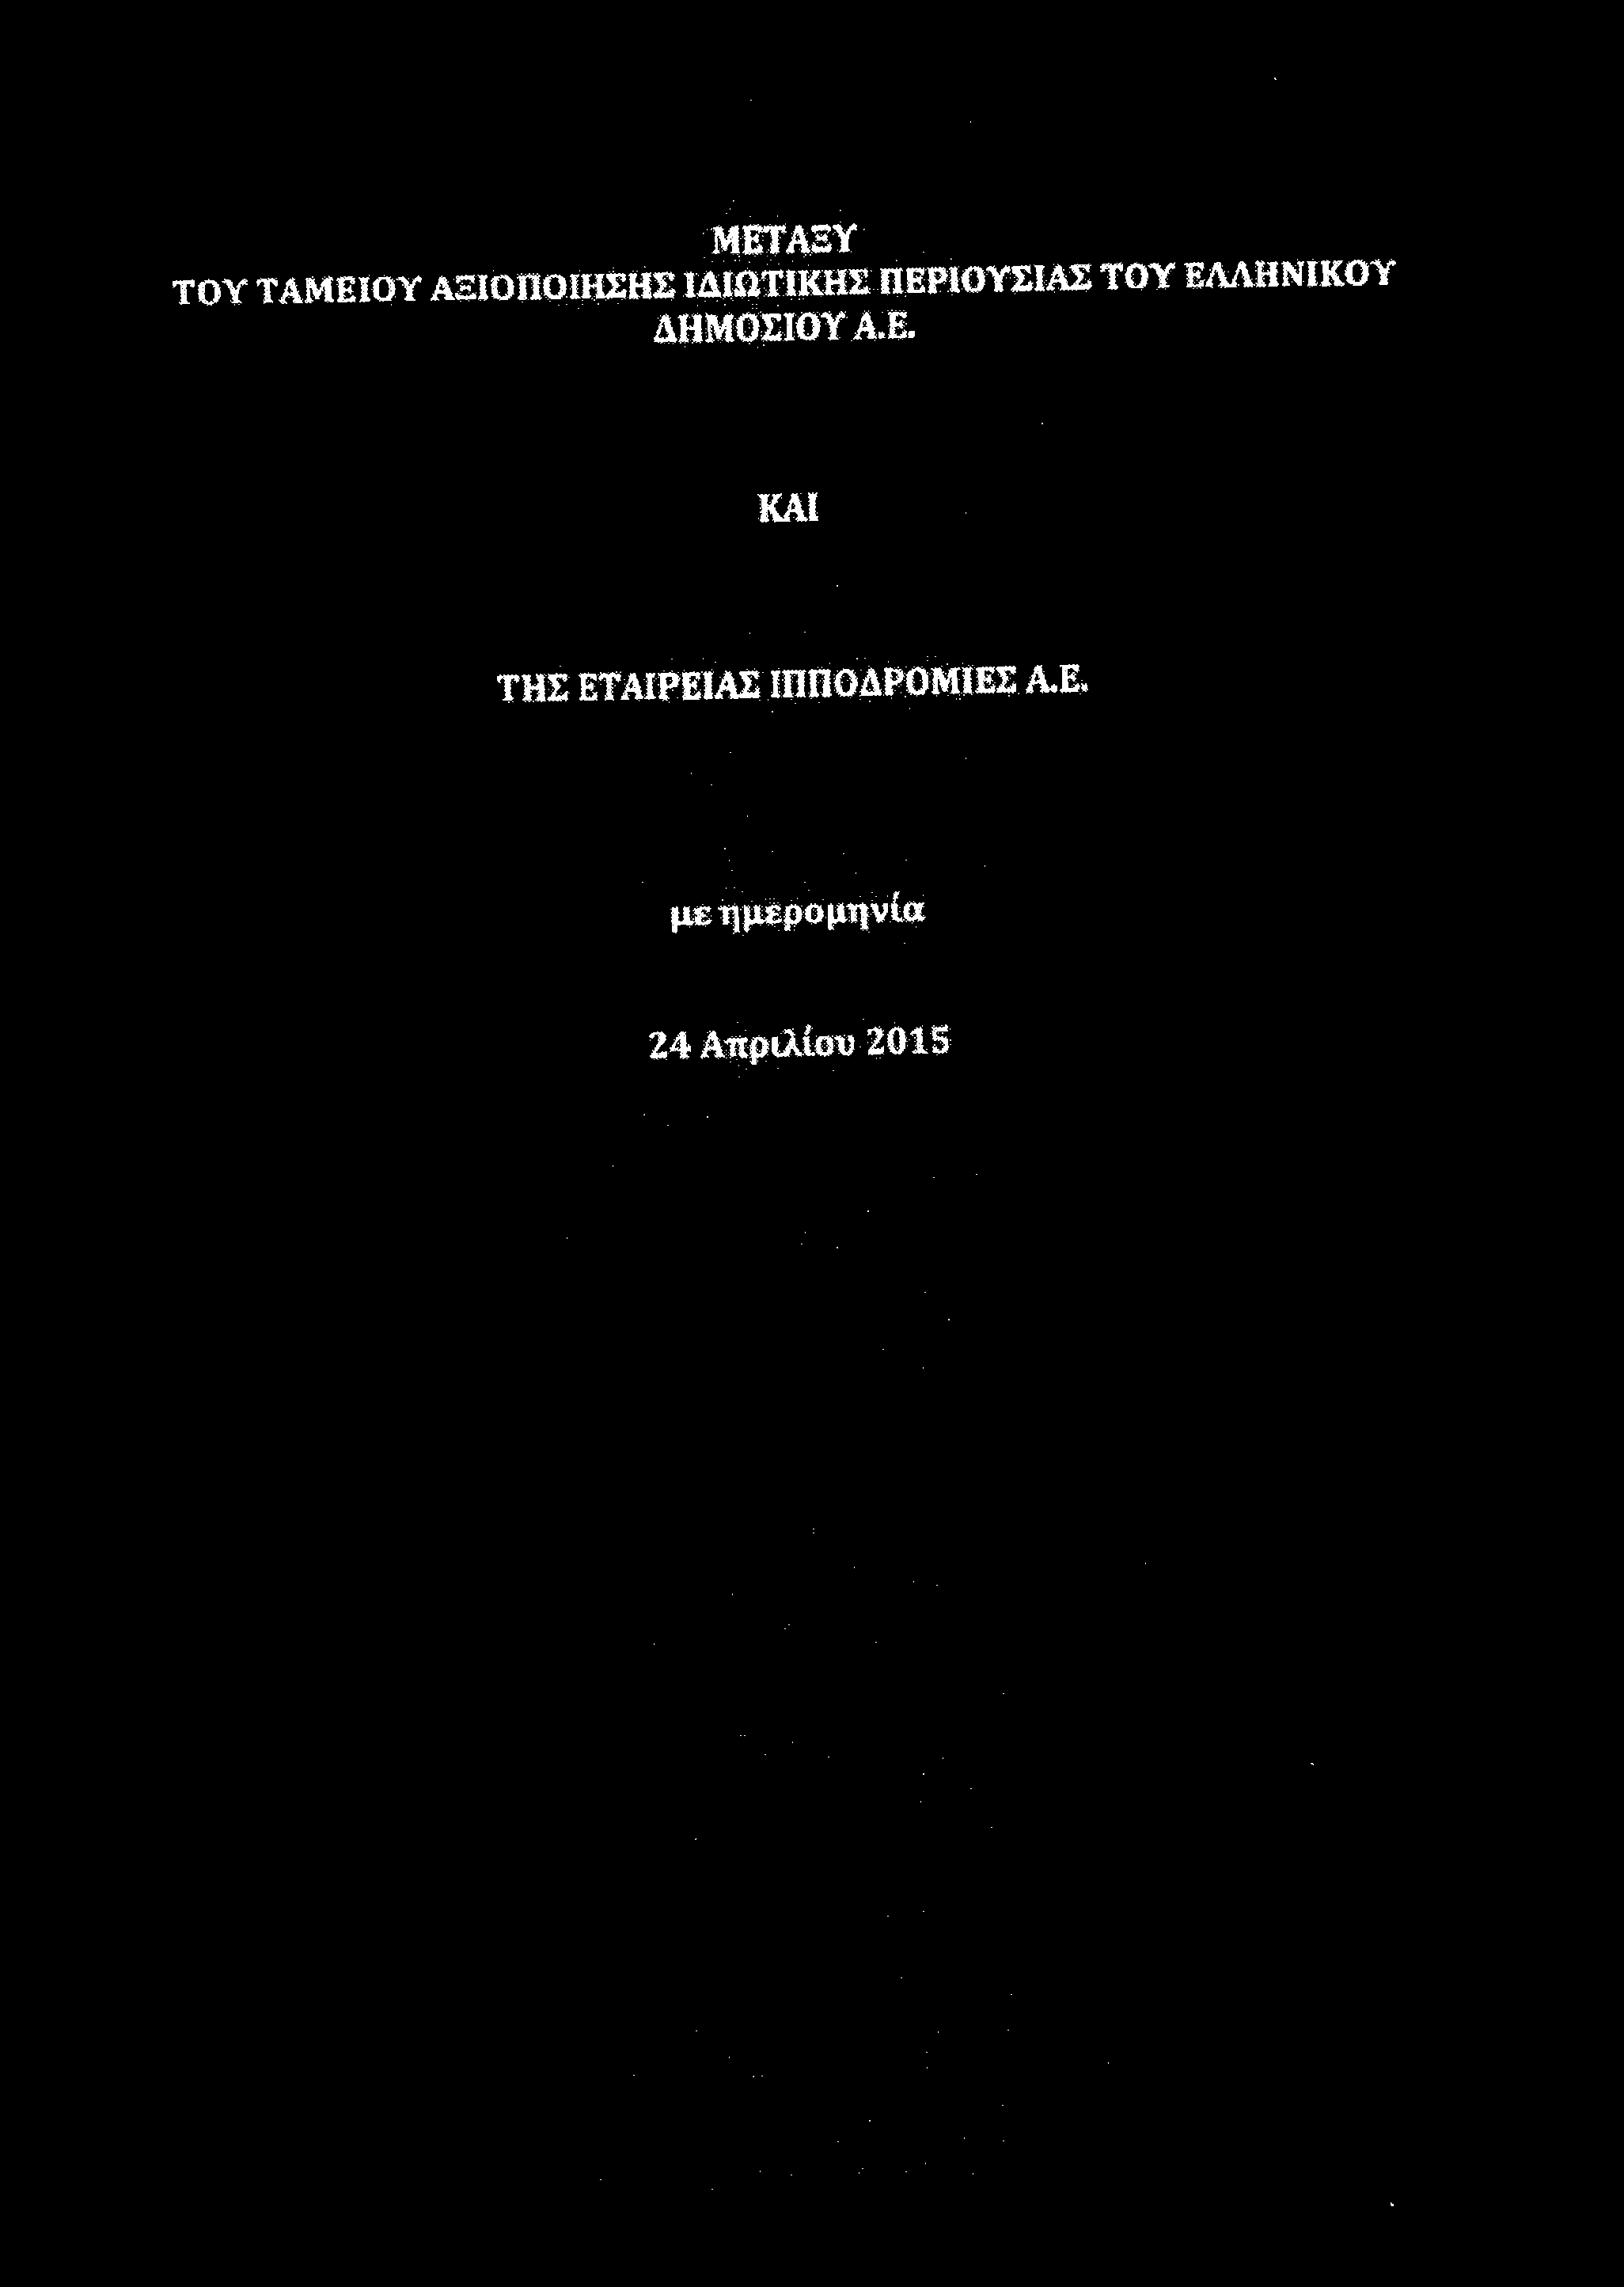 ΜΕΤΑΞΥ
ΤΟΥ ΤΑΜΕΙΟΥ ΑΞΙΟΠΟΙΗΣΗΣ ΙΔΙΩΤΙΚΗΣ ΠΕΡΙΟΥΣΙΑΣ ΤΟΥ ΕΛΛΗΝΙΚΟΥ
ΔΗΜΟΣΙΟΥ Α.Ε.
ΚΑΙ
ΤΗΣ ΕΤΑΙΡΕΙΑΣ ΙΠΠΟΔΡΟΜΙΕΣ Α.Ε.
με ημερομηνία
24 Απριλίου 2015